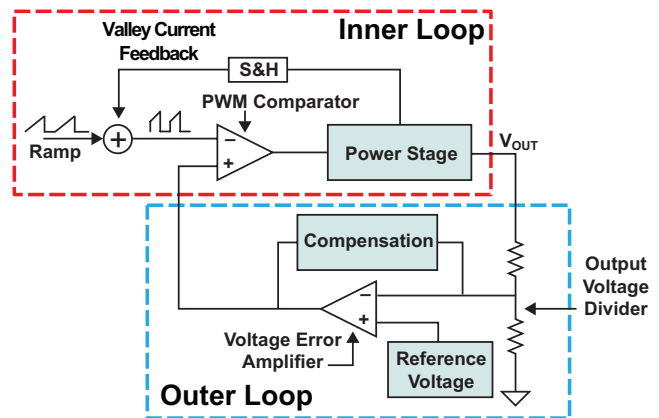 Inner Loop
Valley Current
Feedback
S&H
PWM Comparator
Ramp
+
−
+
Power Stage
VOUT
Compensation
−
+
Output
Voltage
Divider
Voltage Error
Amplifier
Reference
Voltage
Outer Loop